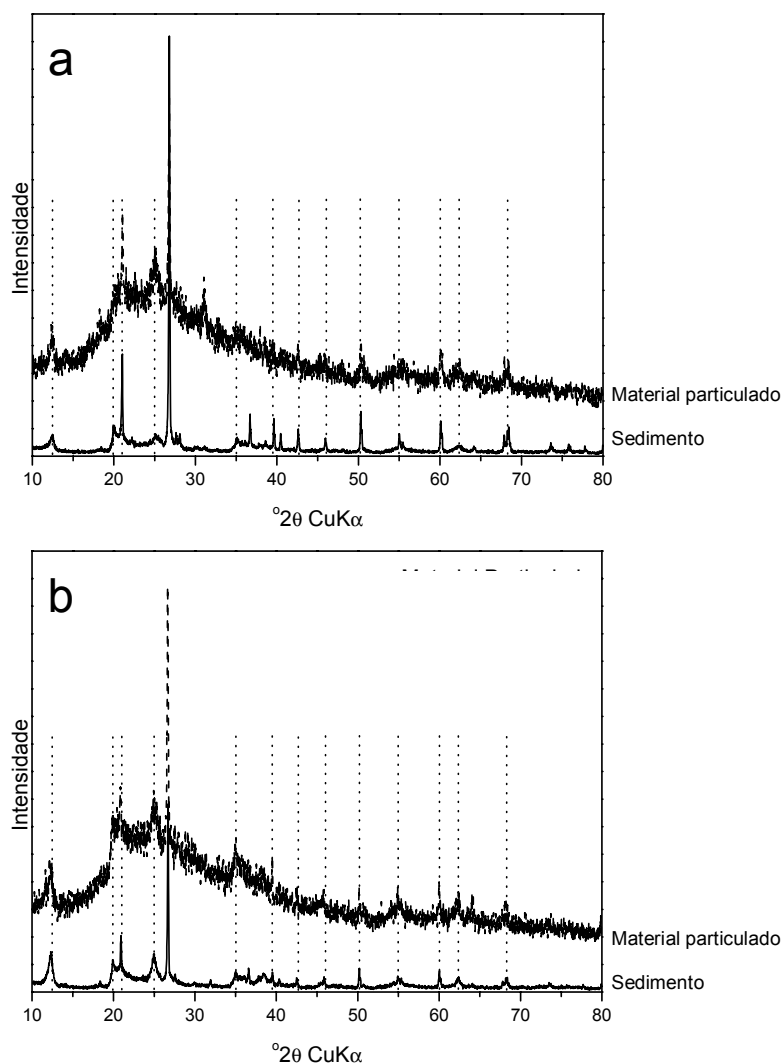 a
Intensidade
Material particulado
Sedimento
10 20 30 40 50 60 70 80
°2θ CuKα
b
Intensidade
Material particulado
Sedimento
10 20 30 40 50 60 70 80
°2θ CuKα